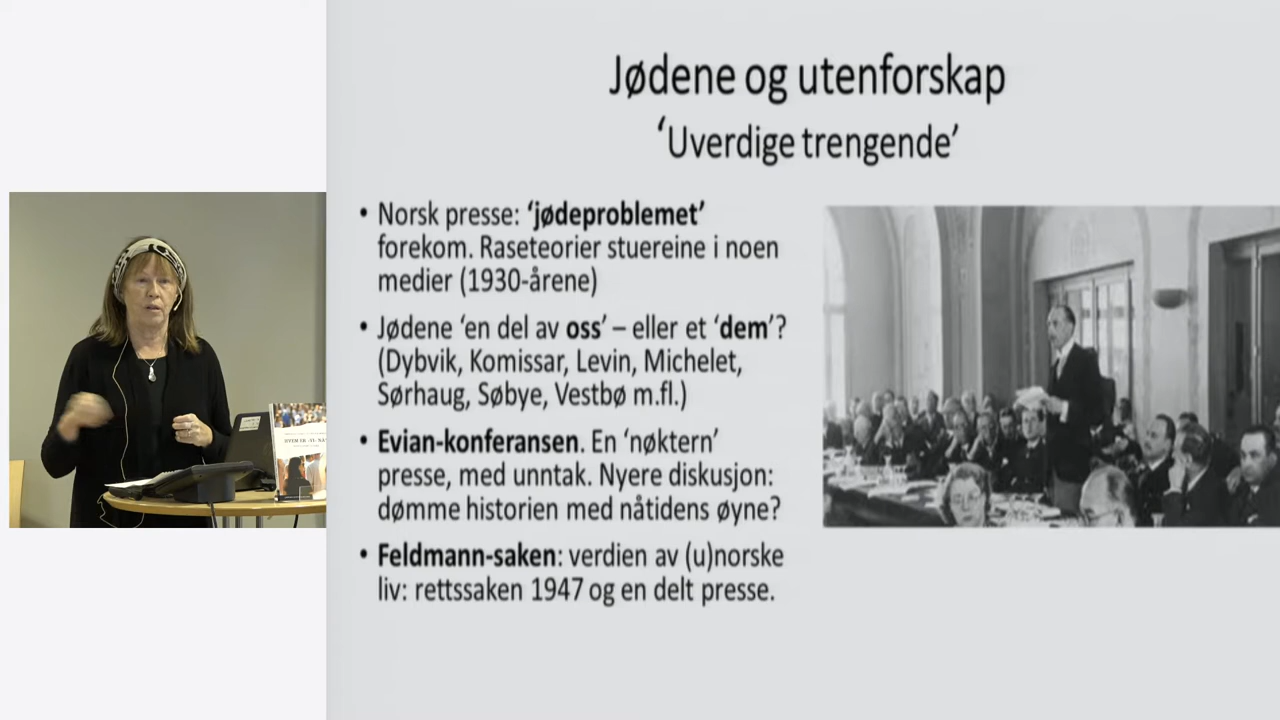 Jødene og utenforskap
‘Uverdige trengende’
• Norsk presse: ‘jødeproblemet’
forekom. Raseteorier stuereine i noen
medier (1930-årene)
• Jødene ‘en del av oss’ – eller et ‘dem’?
(Dybvik, Komissar, Levin, Michelet,
Sørhaug, Søbye, Vestbø m.fl.)
• Evian-konferansen. En ‘nøktern’
presse, med unntak. Nyere diskusjon:
dømme historien med nåtidens øyne?
• Feldmann-saken: verdien av (u)norske
liv: rettssaken 1947 og en delt presse.
HVEM ER